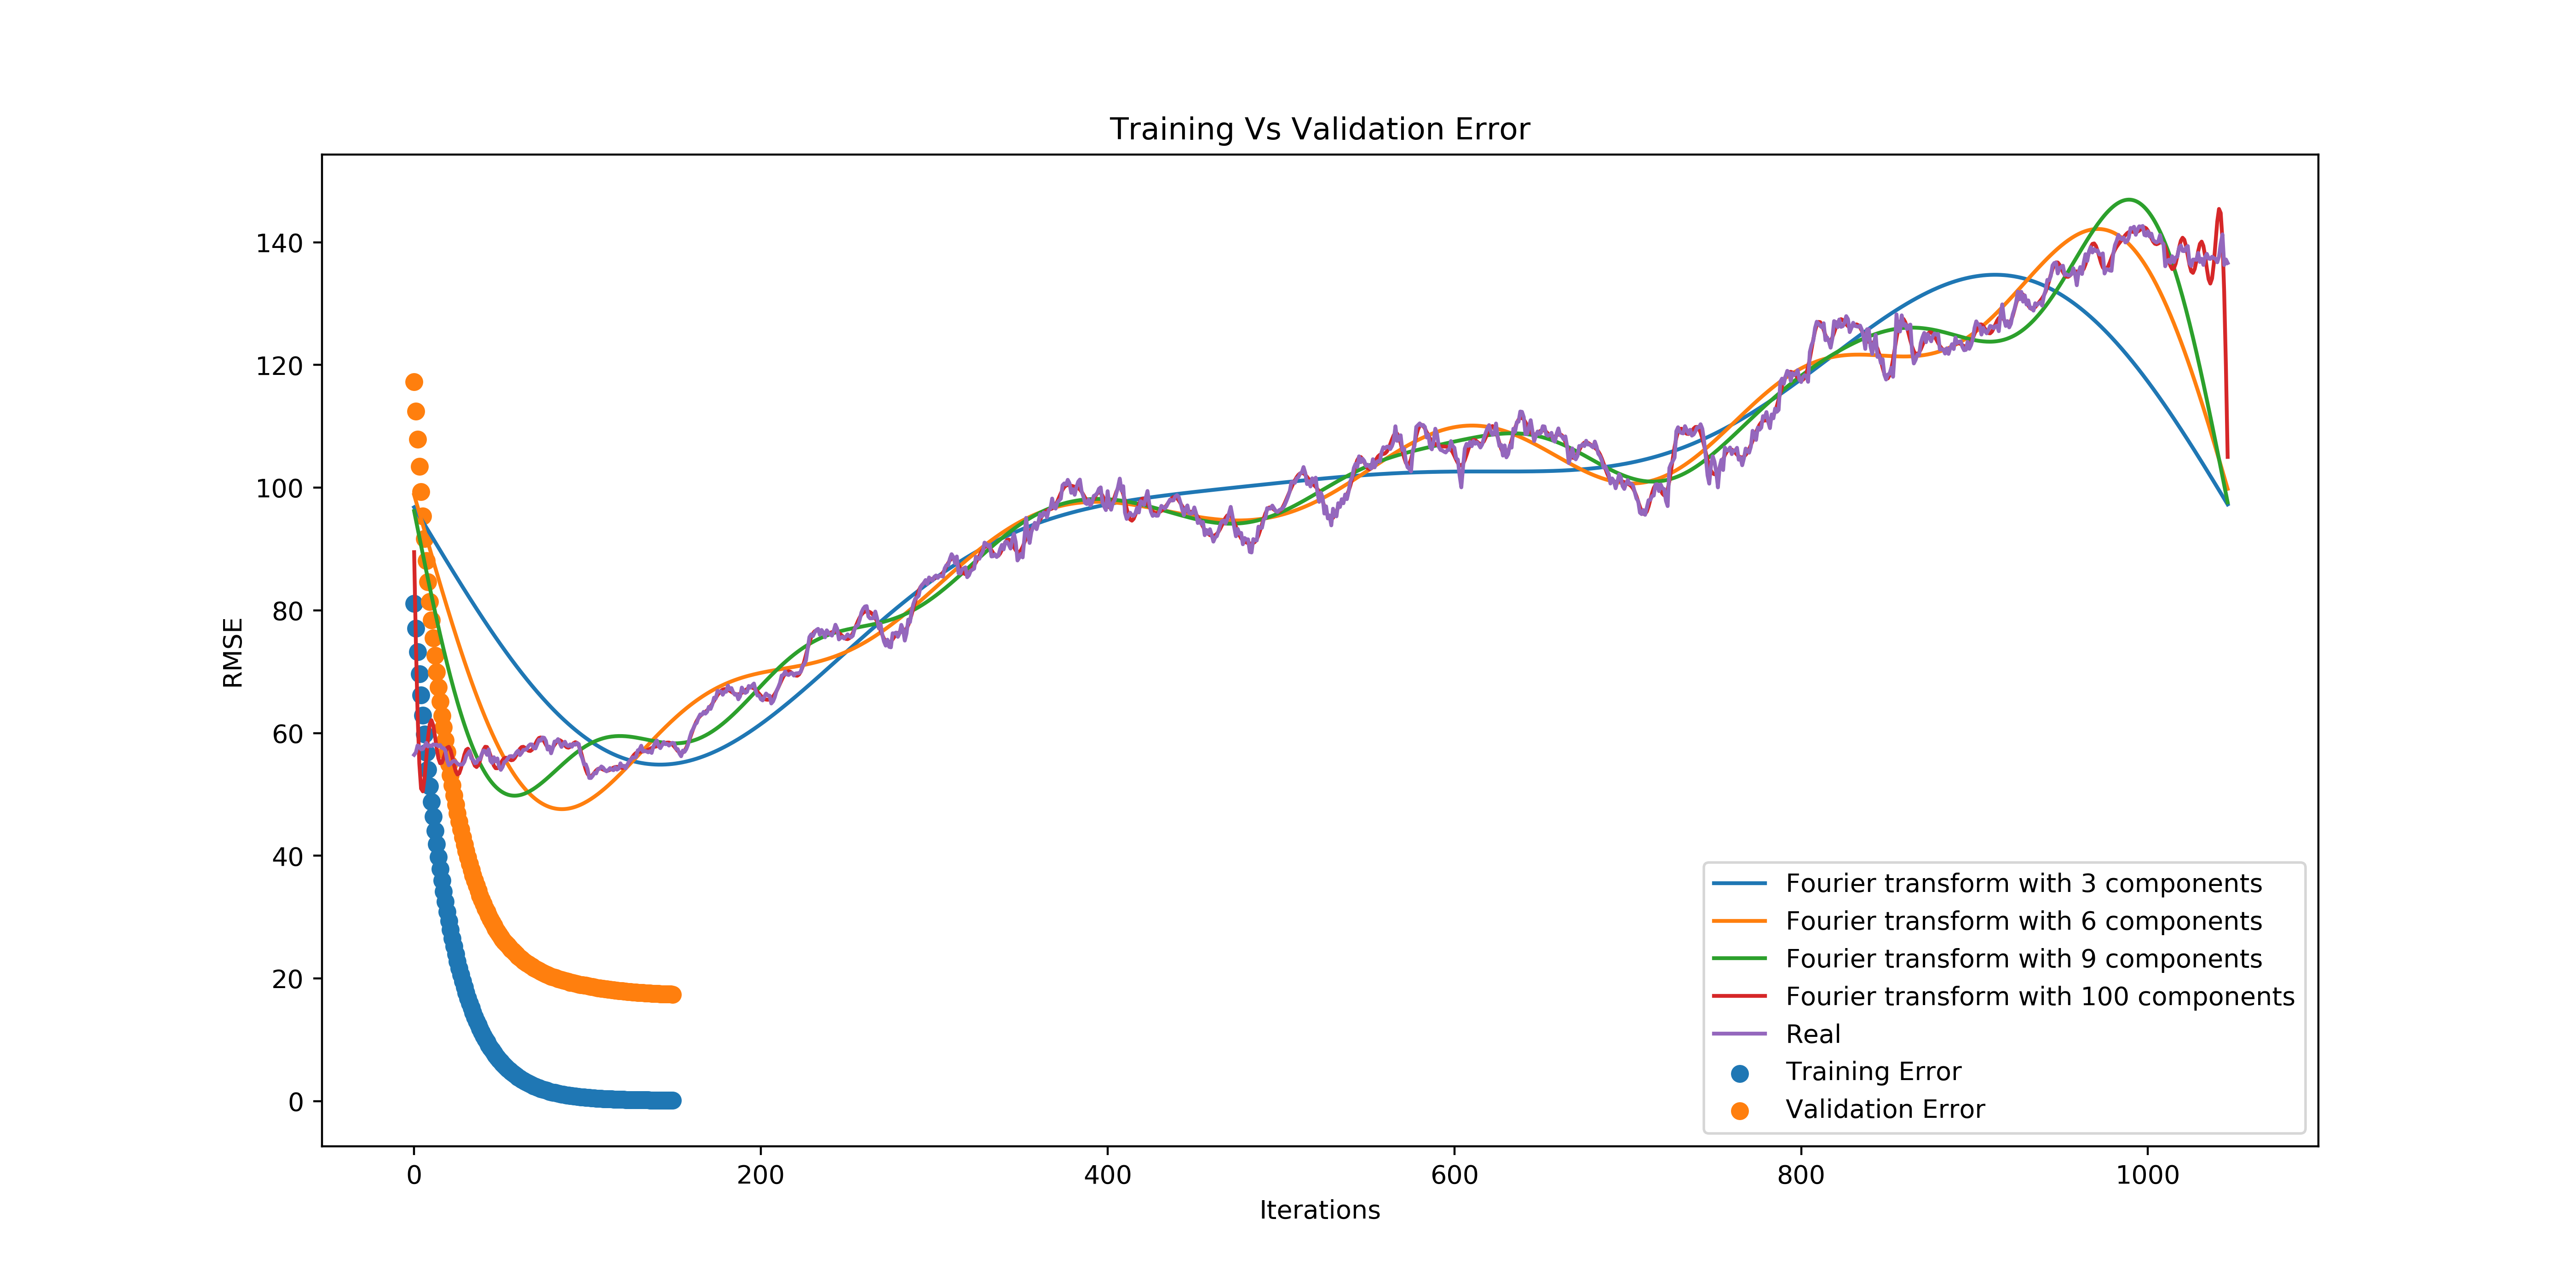 Training Vs Validation Error
RMSE
140
120
100
80
60
40
20
0
0 200 400 600 800 1000
Iterations
Fourier transform with 3 components
Fourier transform with 6 components
Fourier transform with 9 components
Fourier transform with 100 components
Real
Training Error
Validation Error